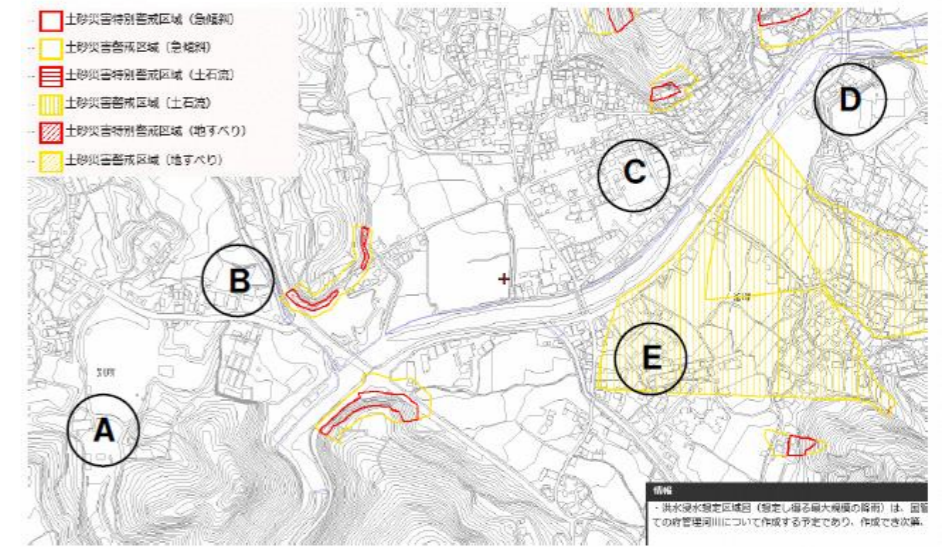 土砂災害特別警戒区域（急傾斜）
土砂災害警戒区域（急傾斜）
土砂災害特別警戒区域（土石流）
土砂災害警戒区域（土石流）
土砂災害特別警戒区域（地すべり）
土砂災害警戒区域（地すべり）
D
C
B
E
A
情報
・洪水浸水想定区域図（想定し得る最大規模の降雨）は、国管
ての府管理河川について作成する予定であり、作成でき次第、